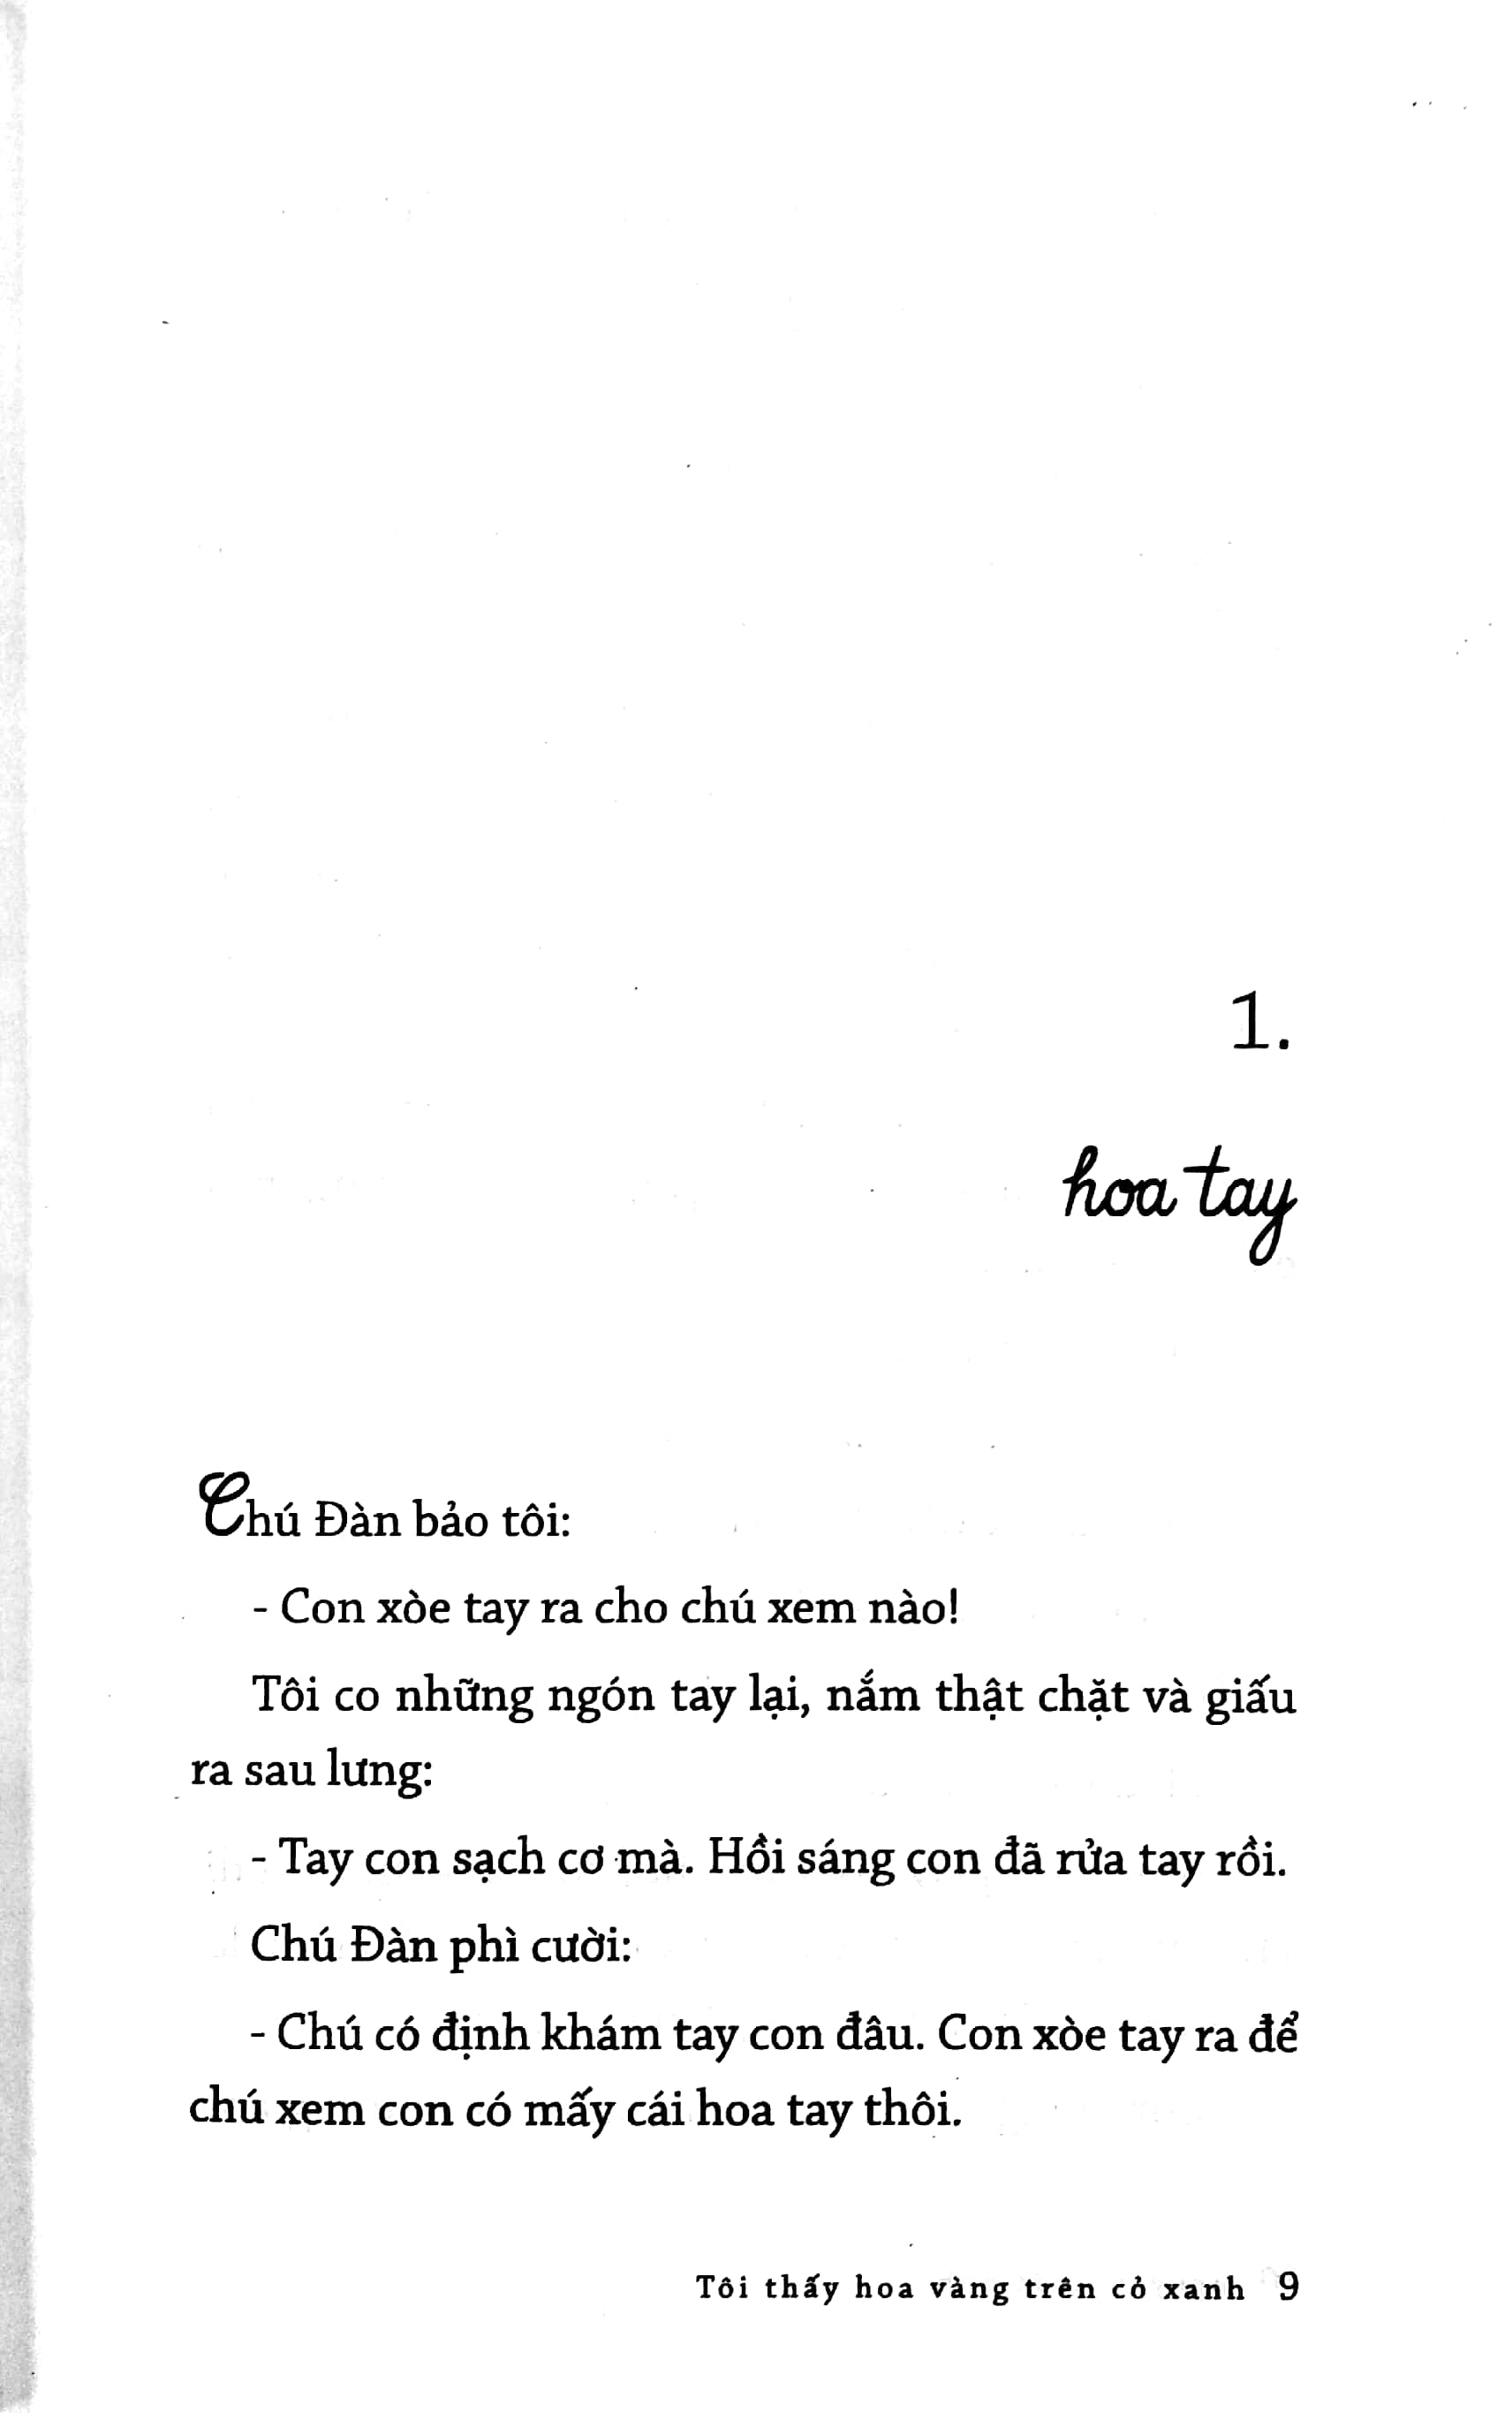 1.
hoa tay
Chú Đàn bảo tôi:
- Con xòe tay ra cho chú xem nào!
Tôi co những ngón tay lại, nắm thật chặt và giấu
ra sau lưng:
- Tay con sạch cơ mà. Hồi sáng con đã rửa tay rồi.
Chú Đàn phì cười:
- Chú có định khám tay con đâu. Con xòe tay ra để
chú xem con có mấy cái hoa tay thôi.
Tôi thấy hoa vàng trên cỏ xanh 9